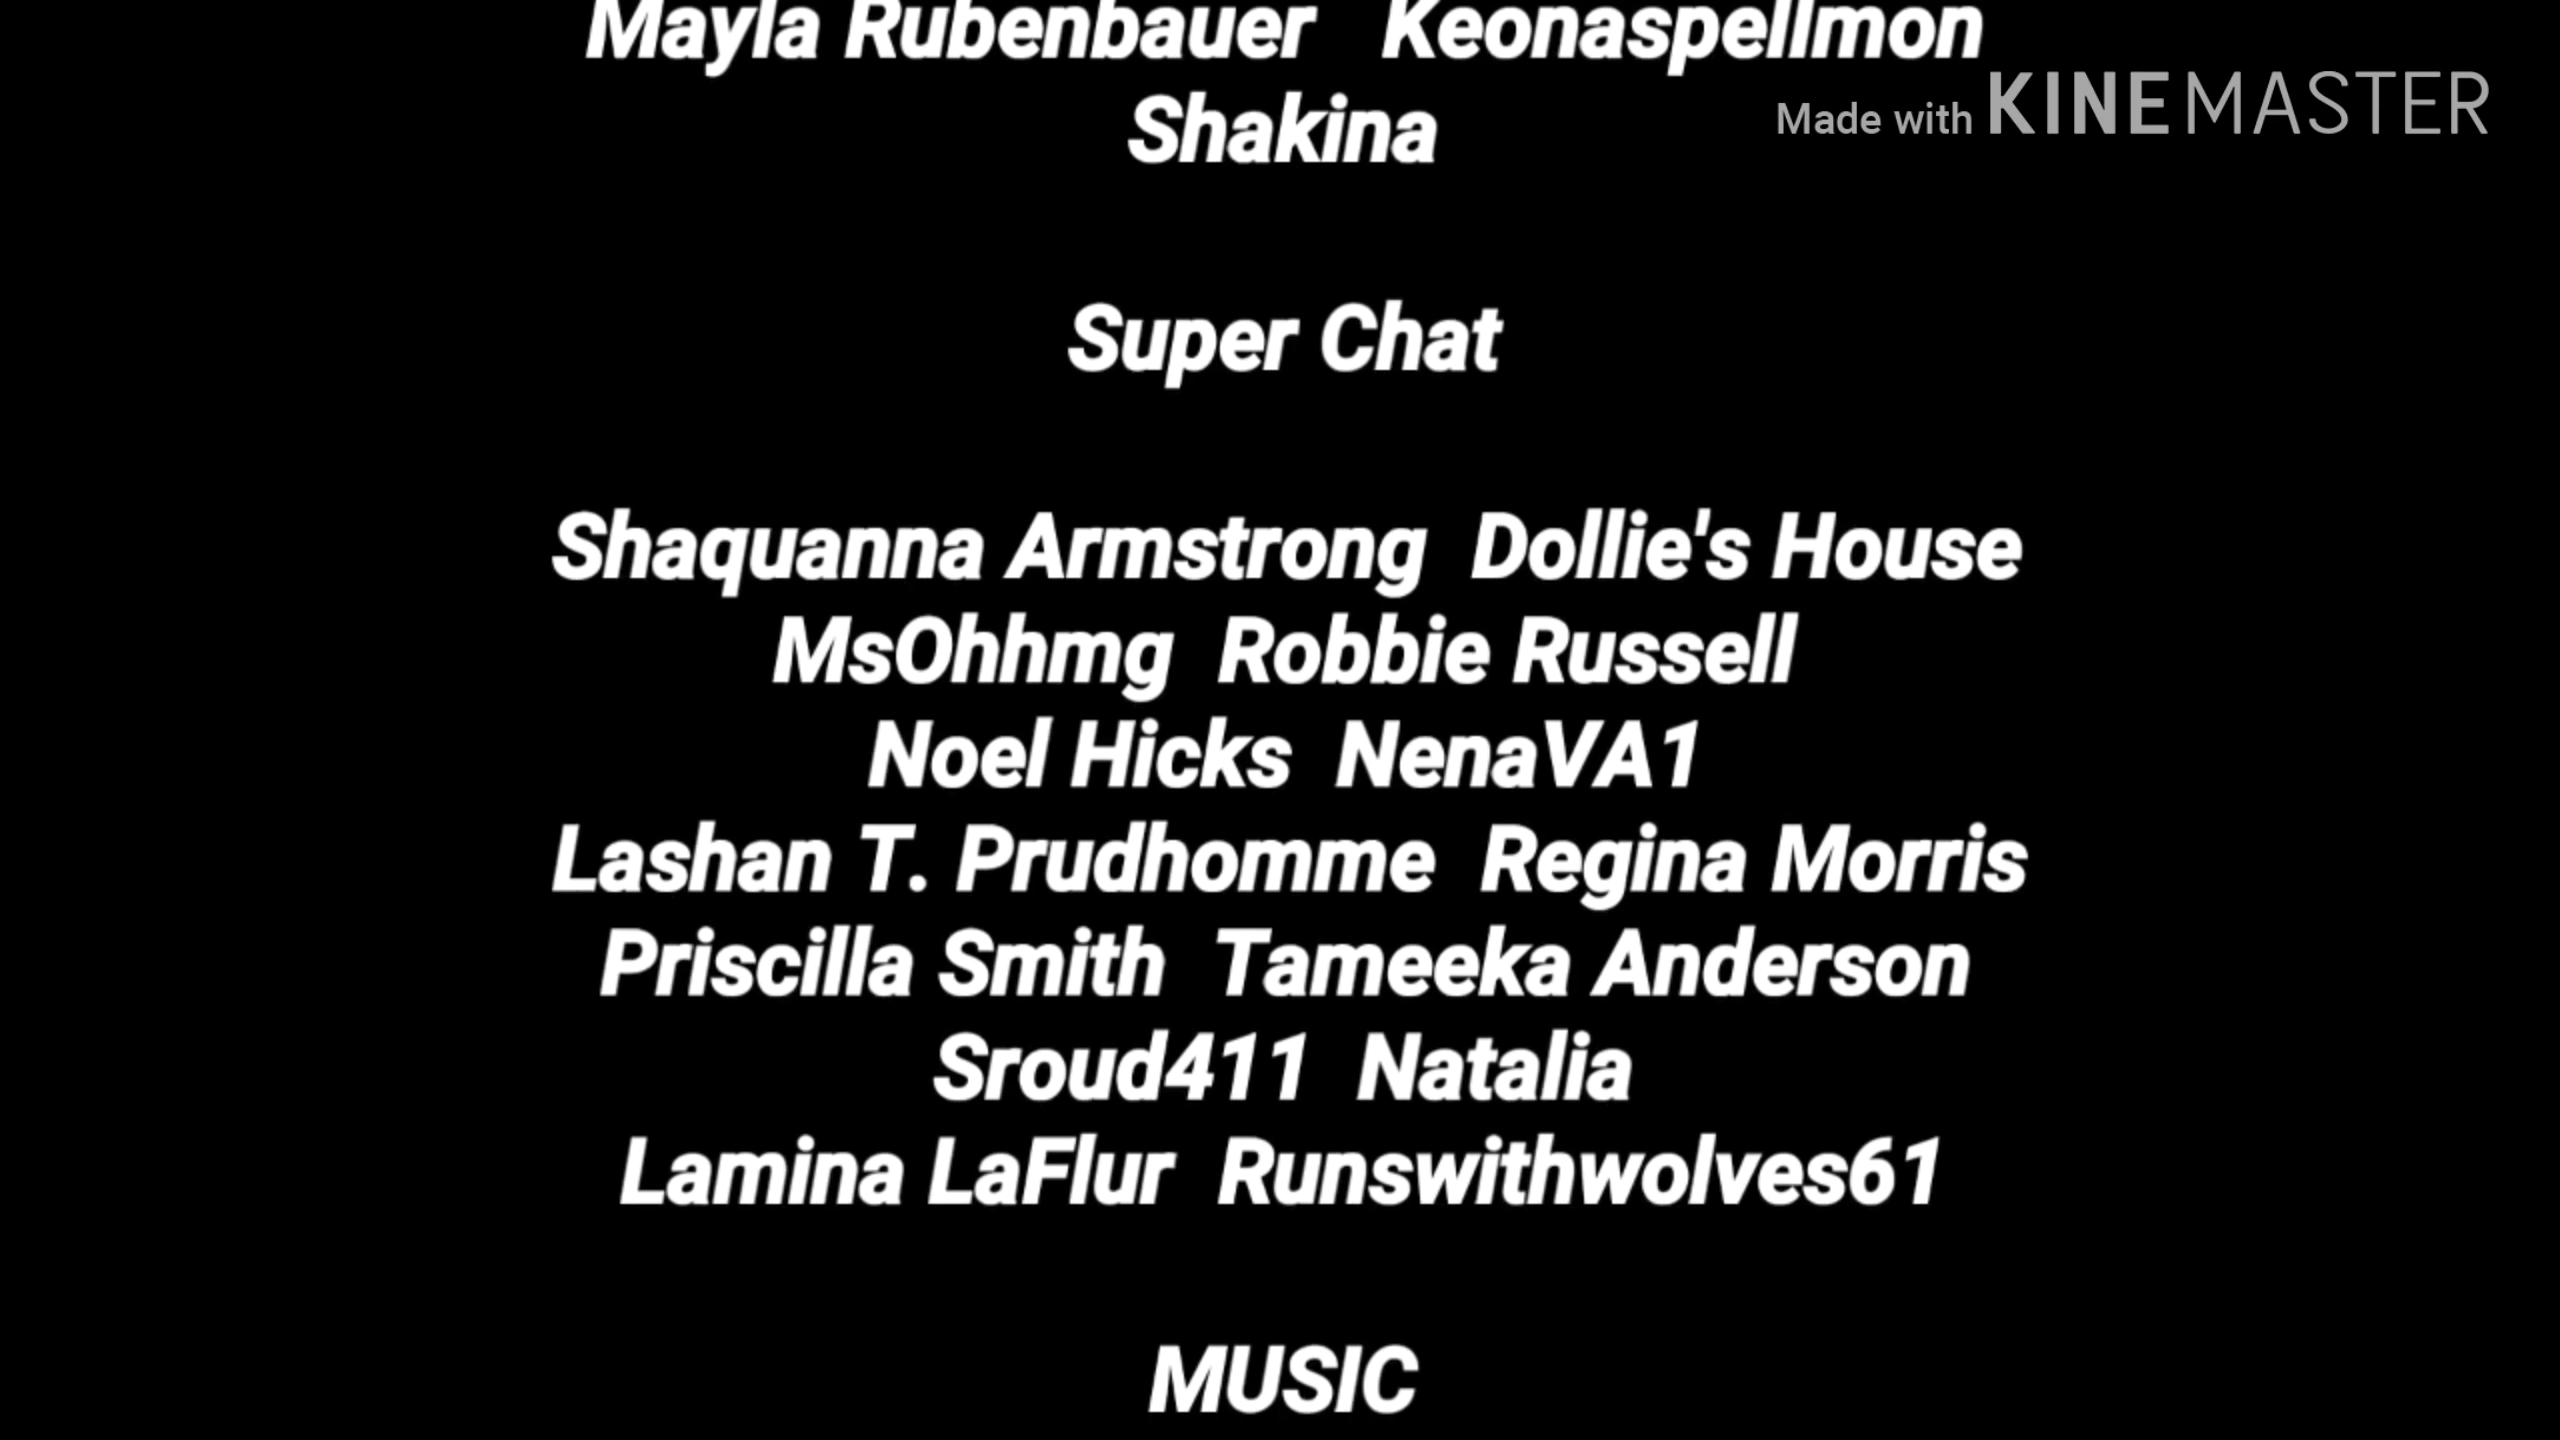 Mayla Rubenbauer Keonaspellmon
Made with KINEMASTER
Shakina
Super Chat
Shaquanna Armstrong Dollie's House
MsOhhmg Robbie Russell
Noel Hicks NenaVA1
Lashan T. Prudhomme Regina Morris
Priscilla Smith Tameeka Anderson
Sroud411 Natalia
Lamina LaFlur Runswithwolves61
MUSIC